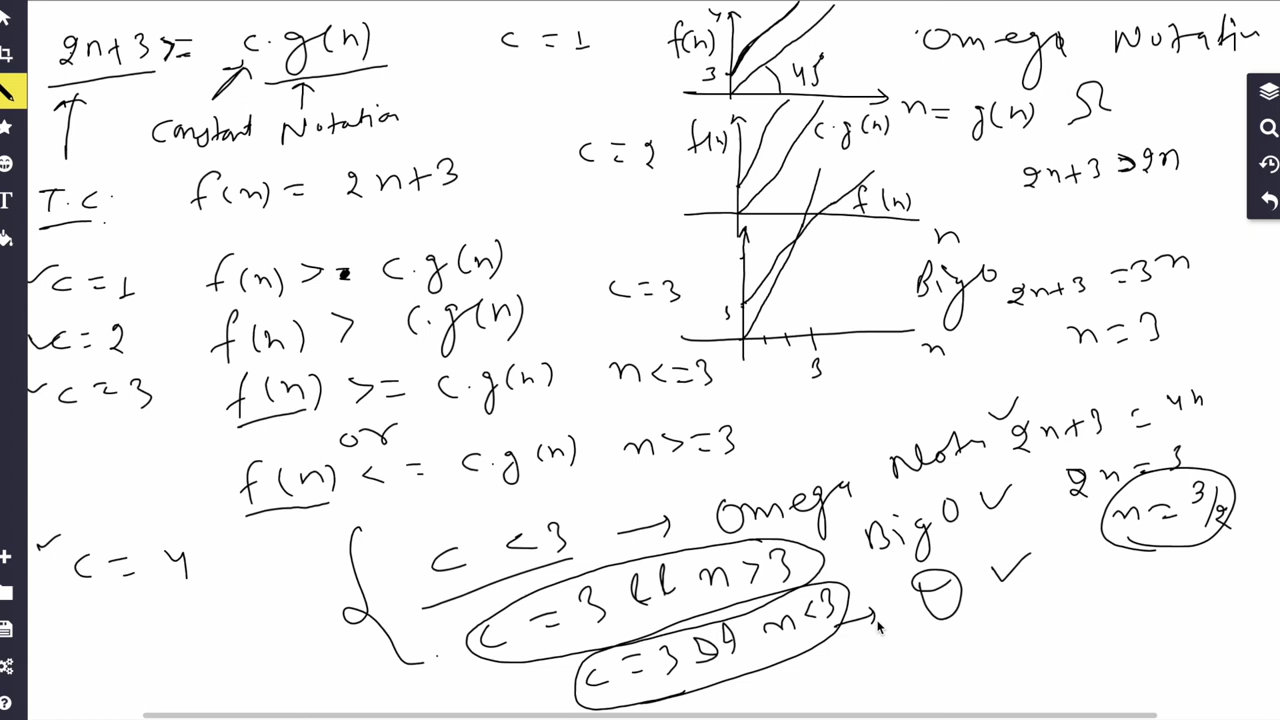 2n+3 >= c.g(n)
Constant Notation
T.C. f(n) = 2n+3
c=1 f(n) > c.g(n)
c=2 f(n) > c.g(n)
c=3 f(n) >= c.g(n) n<=3
or
f(n) <= c.g(n) n>=3
c = 4
c <3 → Omega
c = 3 && n>3
c = 3 && n<3 →
c = 1
f(n)
3
45°
n = g(n) Ω
Omega Notation
c = 2
f(n)
c.g(n)
2n+3 > 2n
n
c=3
f(n)
3
3
n
Big O
2n+3 = 3n
n = 3
Note
2n+3 = 4n
2n = 3
n = 3/2
Big O
Θ
T
?